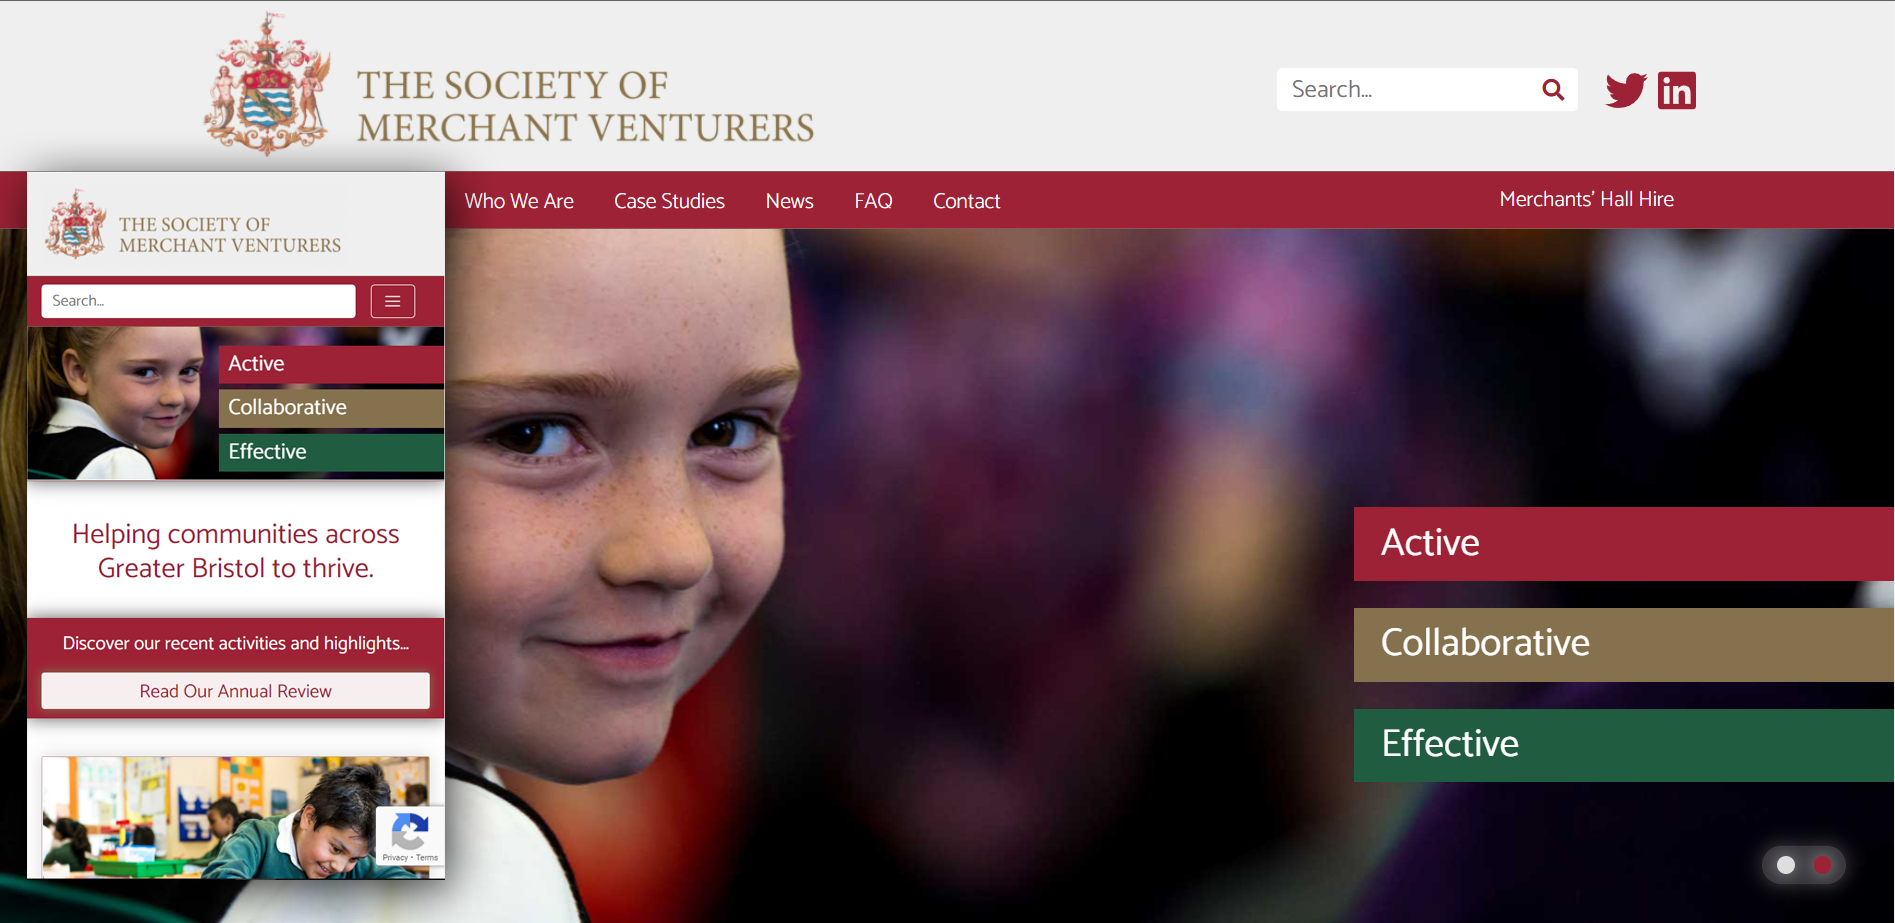 THE SOCIETY OF
MERCHANT VENTURERS
Search...
Who We Are
Case Studies
News
FAQ
Contact
Merchants' Hall Hire
THE SOCIETY OF
MERCHANT VENTURERS
Search...
Active
Collaborative
Effective
Helping communities across
Greater Bristol to thrive.
Discover our recent activities and highlights...
Read Our Annual Review
Privacy • Terms
Active
Collaborative
Effective